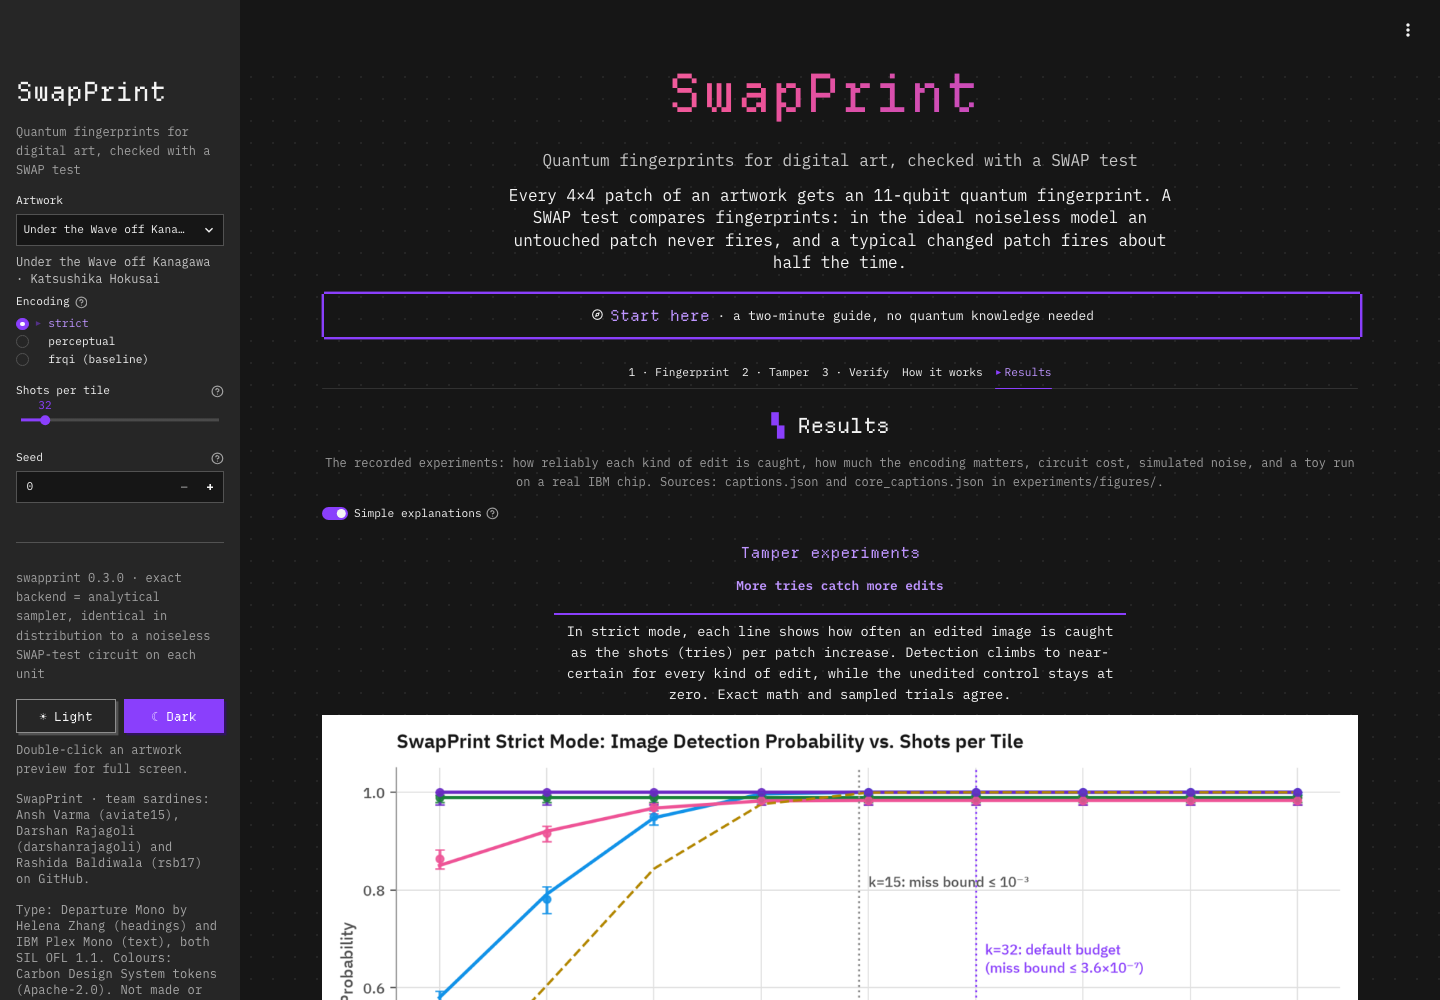 SwapPrint
Quantum fingerprints for
digital art, checked with a
SWAP test
Artwork
Under the Wave off Kana…
Under the Wave off Kanagawa
· Katsushika Hokusai
Encoding
strict
perceptual
frqi (baseline)
Shots per tile
32
Seed
0
swapprint 0.3.0 · exact
backend = analytical
sampler, identical in
distribution to a noiseless
SWAP-test circuit on each
unit
☀ Light
☾ Dark
Double-click an artwork
preview for full screen.
SwapPrint · team sardines:
Ansh Varma (aviate15),
Darshan Rajagoli
(darshanrajagoli) and
Rashida Baldiwala (rsb17)
on GitHub.
Type: Departure Mono by
Helena Zhang (headings) and
IBM Plex Mono (text), both
SIL OFL 1.1. Colours:
Carbon Design System tokens
(Apache-2.0). Not made or
SwapPrint
Quantum fingerprints for digital art, checked with a SWAP test
Every 4×4 patch of an artwork gets an 11-qubit quantum fingerprint. A
SWAP test compares fingerprints: in the ideal noiseless model an
untouched patch never fires, and a typical changed patch fires about
half the time.
Start here · a two-minute guide, no quantum knowledge needed
1 · Fingerprint 2 · Tamper 3 · Verify How it works ▸Results
Results
The recorded experiments: how reliably each kind of edit is caught, how much the encoding matters, circuit cost, simulated noise, and a toy run
on a real IBM chip. Sources: captions.json and core_captions.json in experiments/figures/.
Simple explanations
Tamper experiments
More tries catch more edits
In strict mode, each line shows how often an edited image is caught
as the shots (tries) per patch increase. Detection climbs to near-
certain for every kind of edit, while the unedited control stays at
zero. Exact math and sampled trials agree.
SwapPrint Strict Mode: Image Detection Probability vs. Shots per Tile
1.0
0.8
k=15: miss bound ≤ 10⁻³
k=32: default budget
(miss bound ≤ 3.6×10⁻⁷)
0.6
Probability